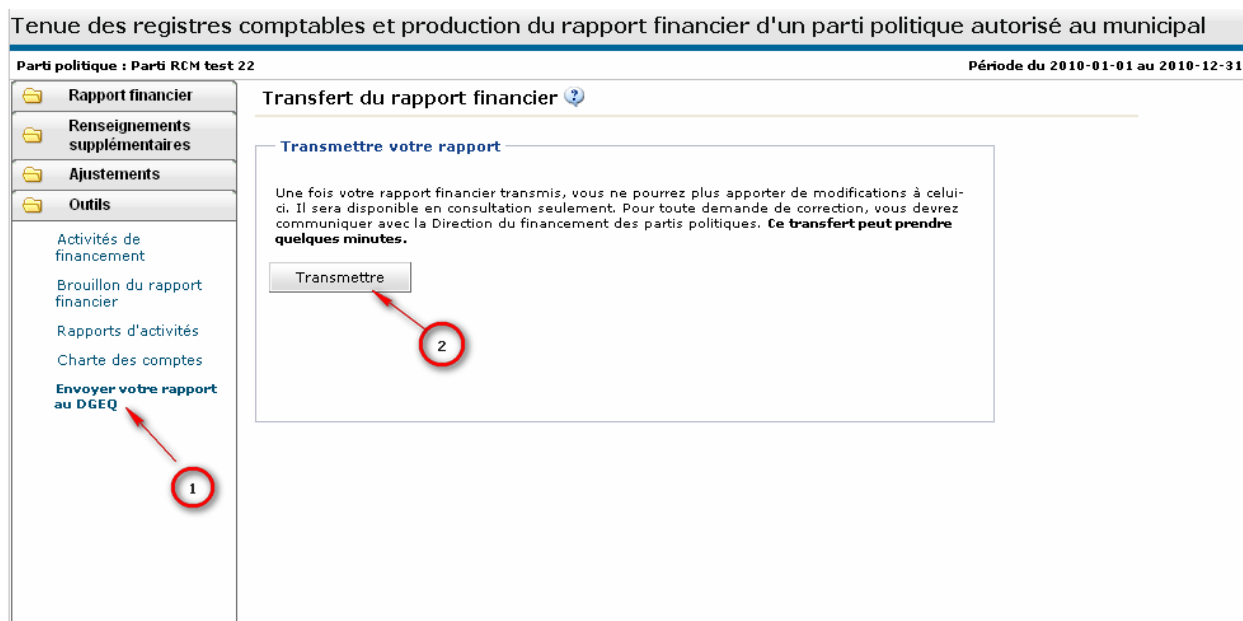 Tenue des registres comptables et production du rapport financier d'un parti politique autorisé au municipal
Parti politique : Parti RCM test 22
Période du 2010-01-01 au 2010-12-31
Rapport financier
Renseignements
supplémentaires
Ajustements
Outils
Activités de
financement
Brouillon du rapport
financier
Rapports d'activités
Charte des comptes
Envoyer votre rapport
au DGEQ
1
Transfert du rapport financier ?
Transmettre votre rapport
Une fois votre rapport financier transmis, vous ne pourrez plus apporter de modifications à celui-
ci. Il sera disponible en consultation seulement. Pour toute demande de correction, vous devrez
communiquer avec la Direction du financement des partis politiques. Ce transfert peut prendre
quelques minutes.
Transmettre
2